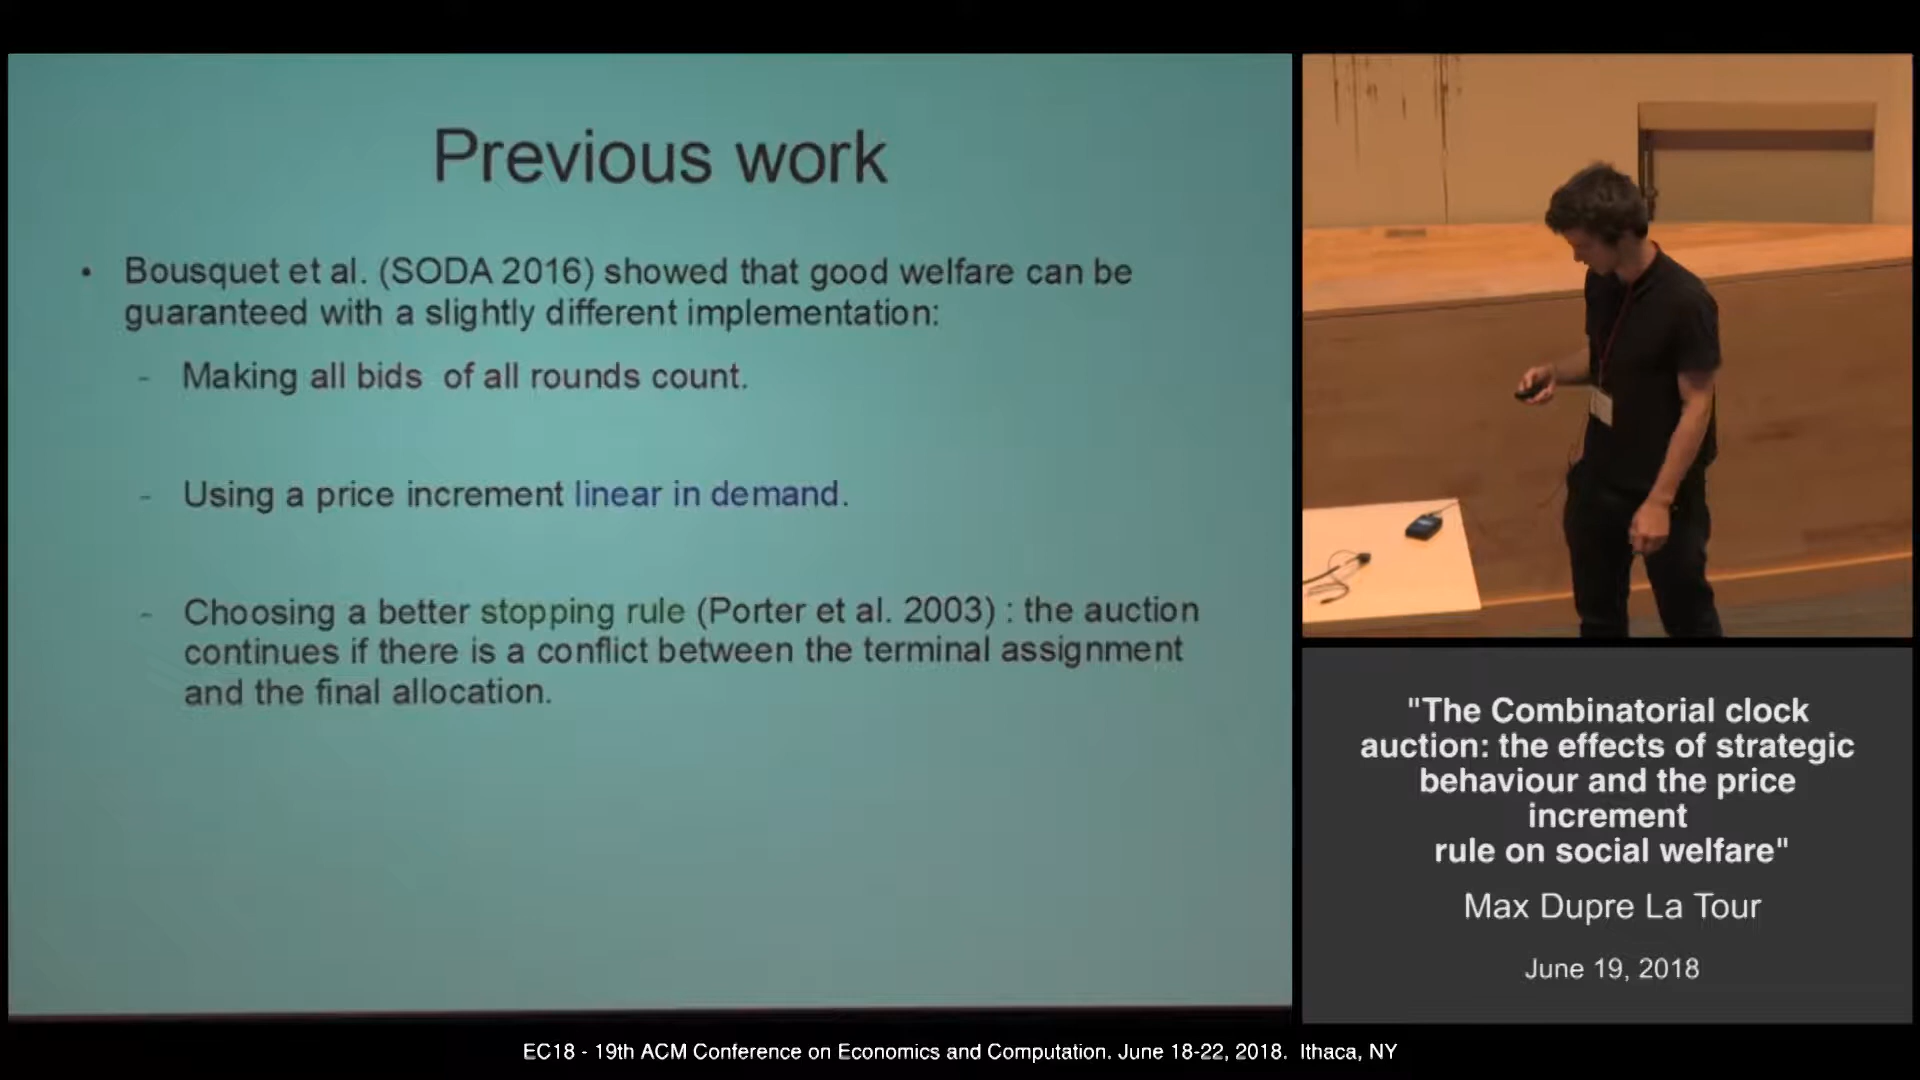 Previous work
• Bousquet et al. (SODA 2016) showed that good welfare can be
guaranteed with a slightly different implementation:
- Making all bids of all rounds count.
- Using a price increment linear in demand.
- Choosing a better stopping rule (Porter et al. 2003) : the auction
continues if there is a conflict between the terminal assignment
and the final allocation.
"The Combinatorial clock
auction: the effects of strategic
behaviour and the price
increment
rule on social welfare"
Max Dupre La Tour
June 19, 2018
EC18 - 19th ACM Conference on Economics and Computation. June 18-22, 2018. Ithaca, NY